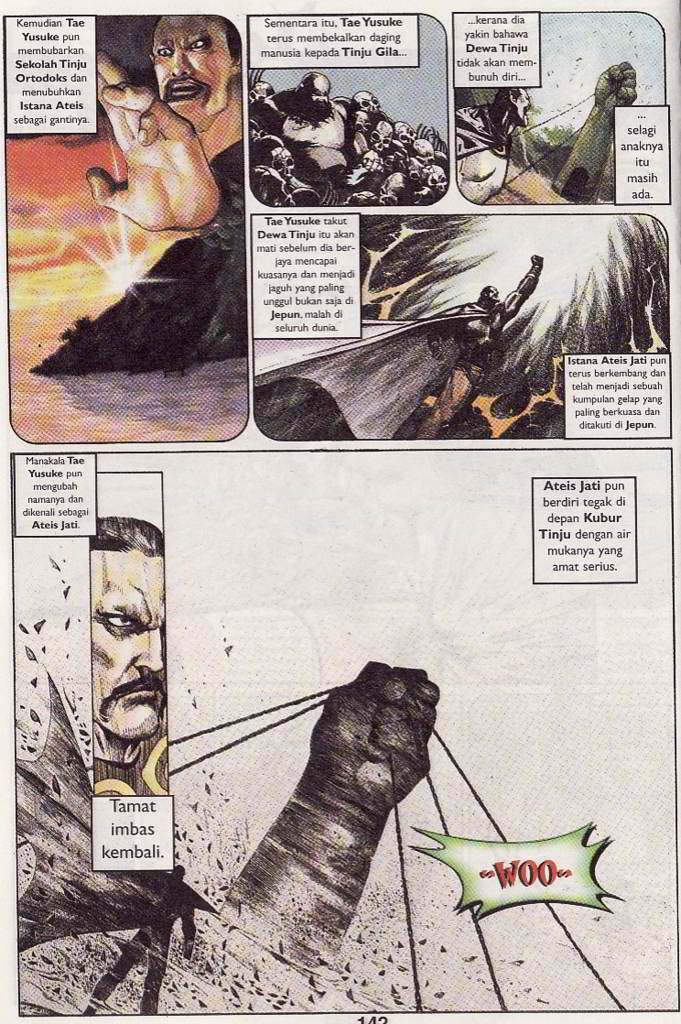 Kemudian Tae
Yusuke pun
membubarkan
Sekolah Tinju
Ortodoks dan
menubuhkan
Istana Ateis
sebagai gantinya.
Sementara itu, Tae Yusuke
terus membekalkan daging
manusia kepada Tinju Gila...
...kerana dia
yakin bahawa
Dewa Tinju
tidak akan mem-
bunuh diri...
...
selagi
anaknya
itu
masih
ada.
Tae Yusuke takut
Dewa Tinju itu akan
mati sebelum dia ber-
jaya mencapai
kuasanya dan menjadi
jaguh yang paling
unggul bukan saja di
Jepun, malah di
seluruh dunia.
Istana Ateis Jati pun
terus berkembang dan
telah menjadi sebuah
kumpulan gelap yang
paling berkuasa dan
ditakuti di Jepun.
Manakala Tae
Yusuke pun
mengubah
namanya dan
dikenali sebagai
Ateis Jati.
Ateis Jati pun
berdiri tegak di
depan Kubur
Tinju dengan air
mukanya yang
amat serius.
Tamat
imbas
kembali.
~WOO~
142